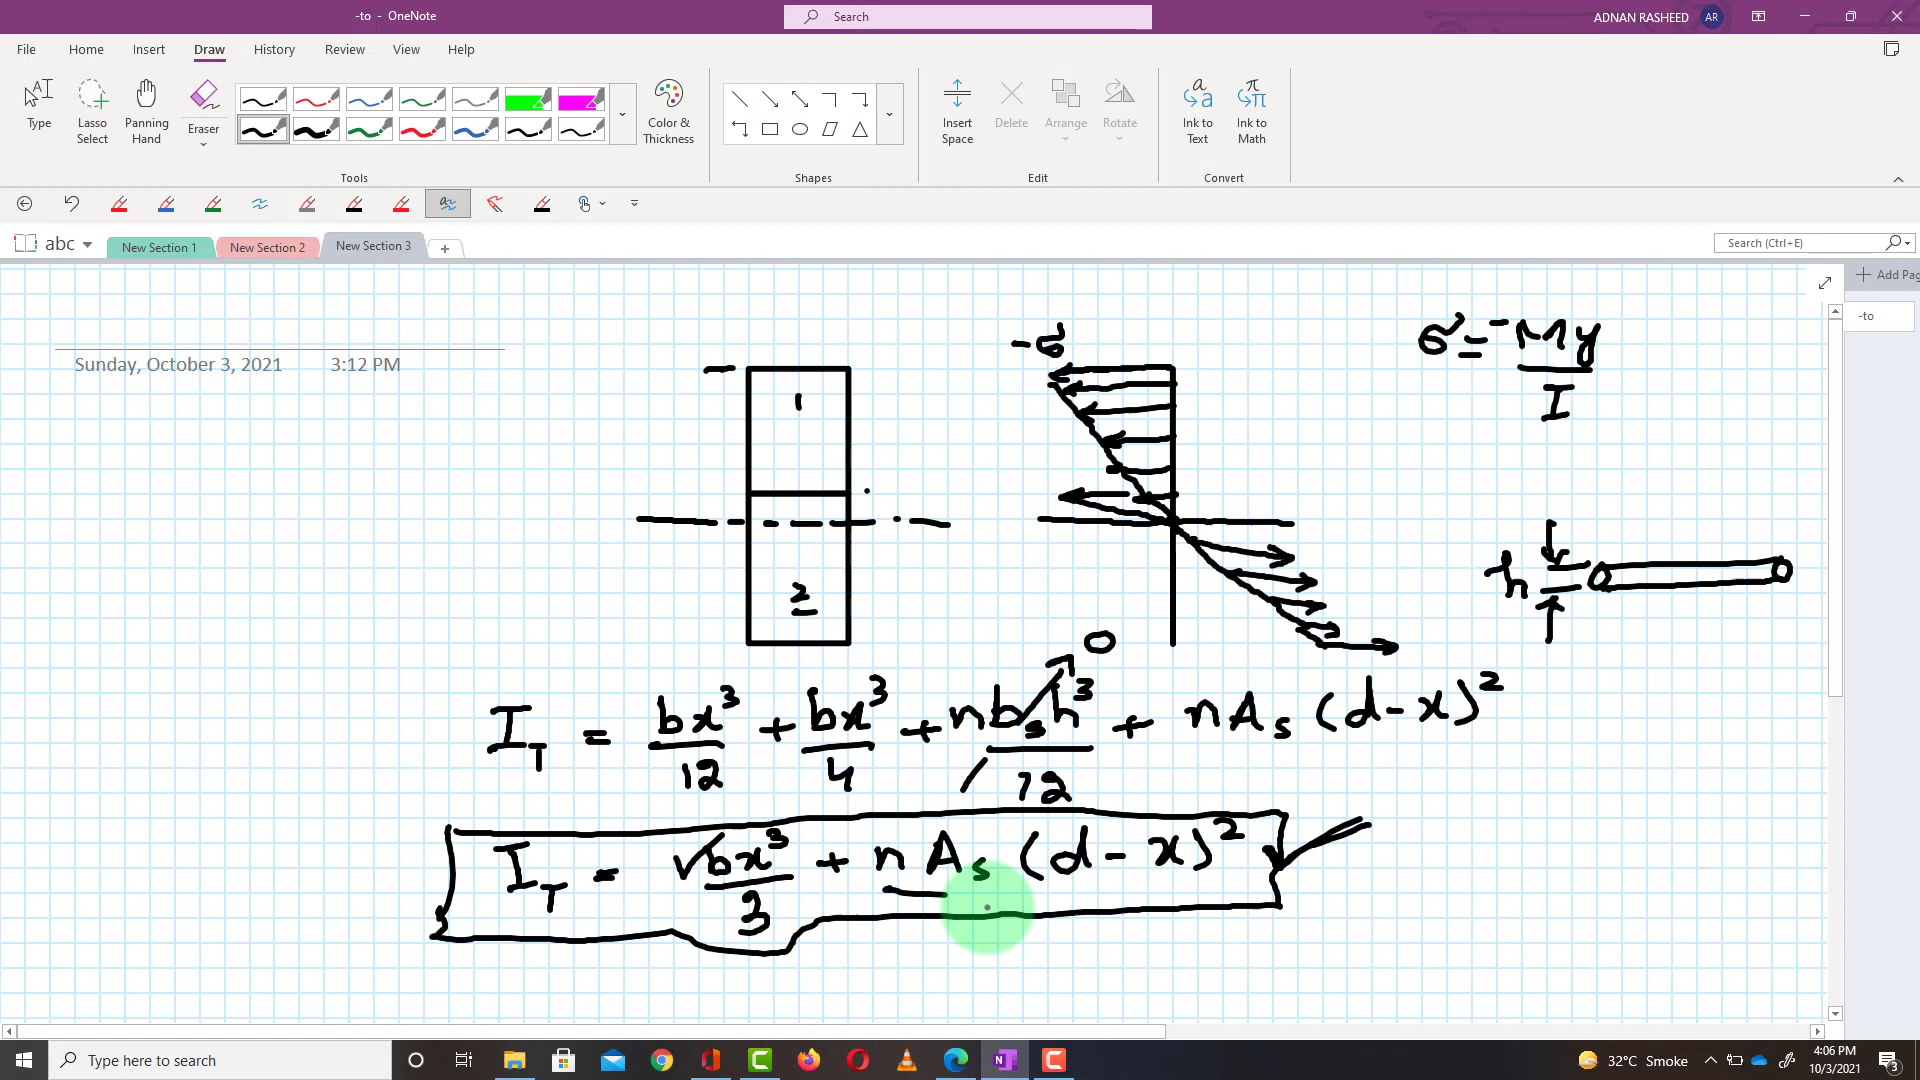 -to - OneNote
Search
ADNAN RASHEED
AR
File Home Insert Draw History Review View Help
Type
Lasso Select
Panning Hand
Eraser
Color & Thickness
Insert Space
Delete
Arrange
Rotate
Ink to Text
Ink to Math
Tools
Shapes
Edit
Convert
abc
New Section 1
New Section 2
New Section 3
Search (Ctrl+E)
Add Pag
-to
Sunday, October 3, 2021 3:12 PM
1
2
-σ
σ = -My/I
h
0
I_T = bx³/12 + bx³/4 + nb_s h³/12 + nA_s (d-x)²
I_T = bx³/3 + nA_s (d-x)²
Type here to search
32°C Smoke
4:06 PM
10/3/2021
3